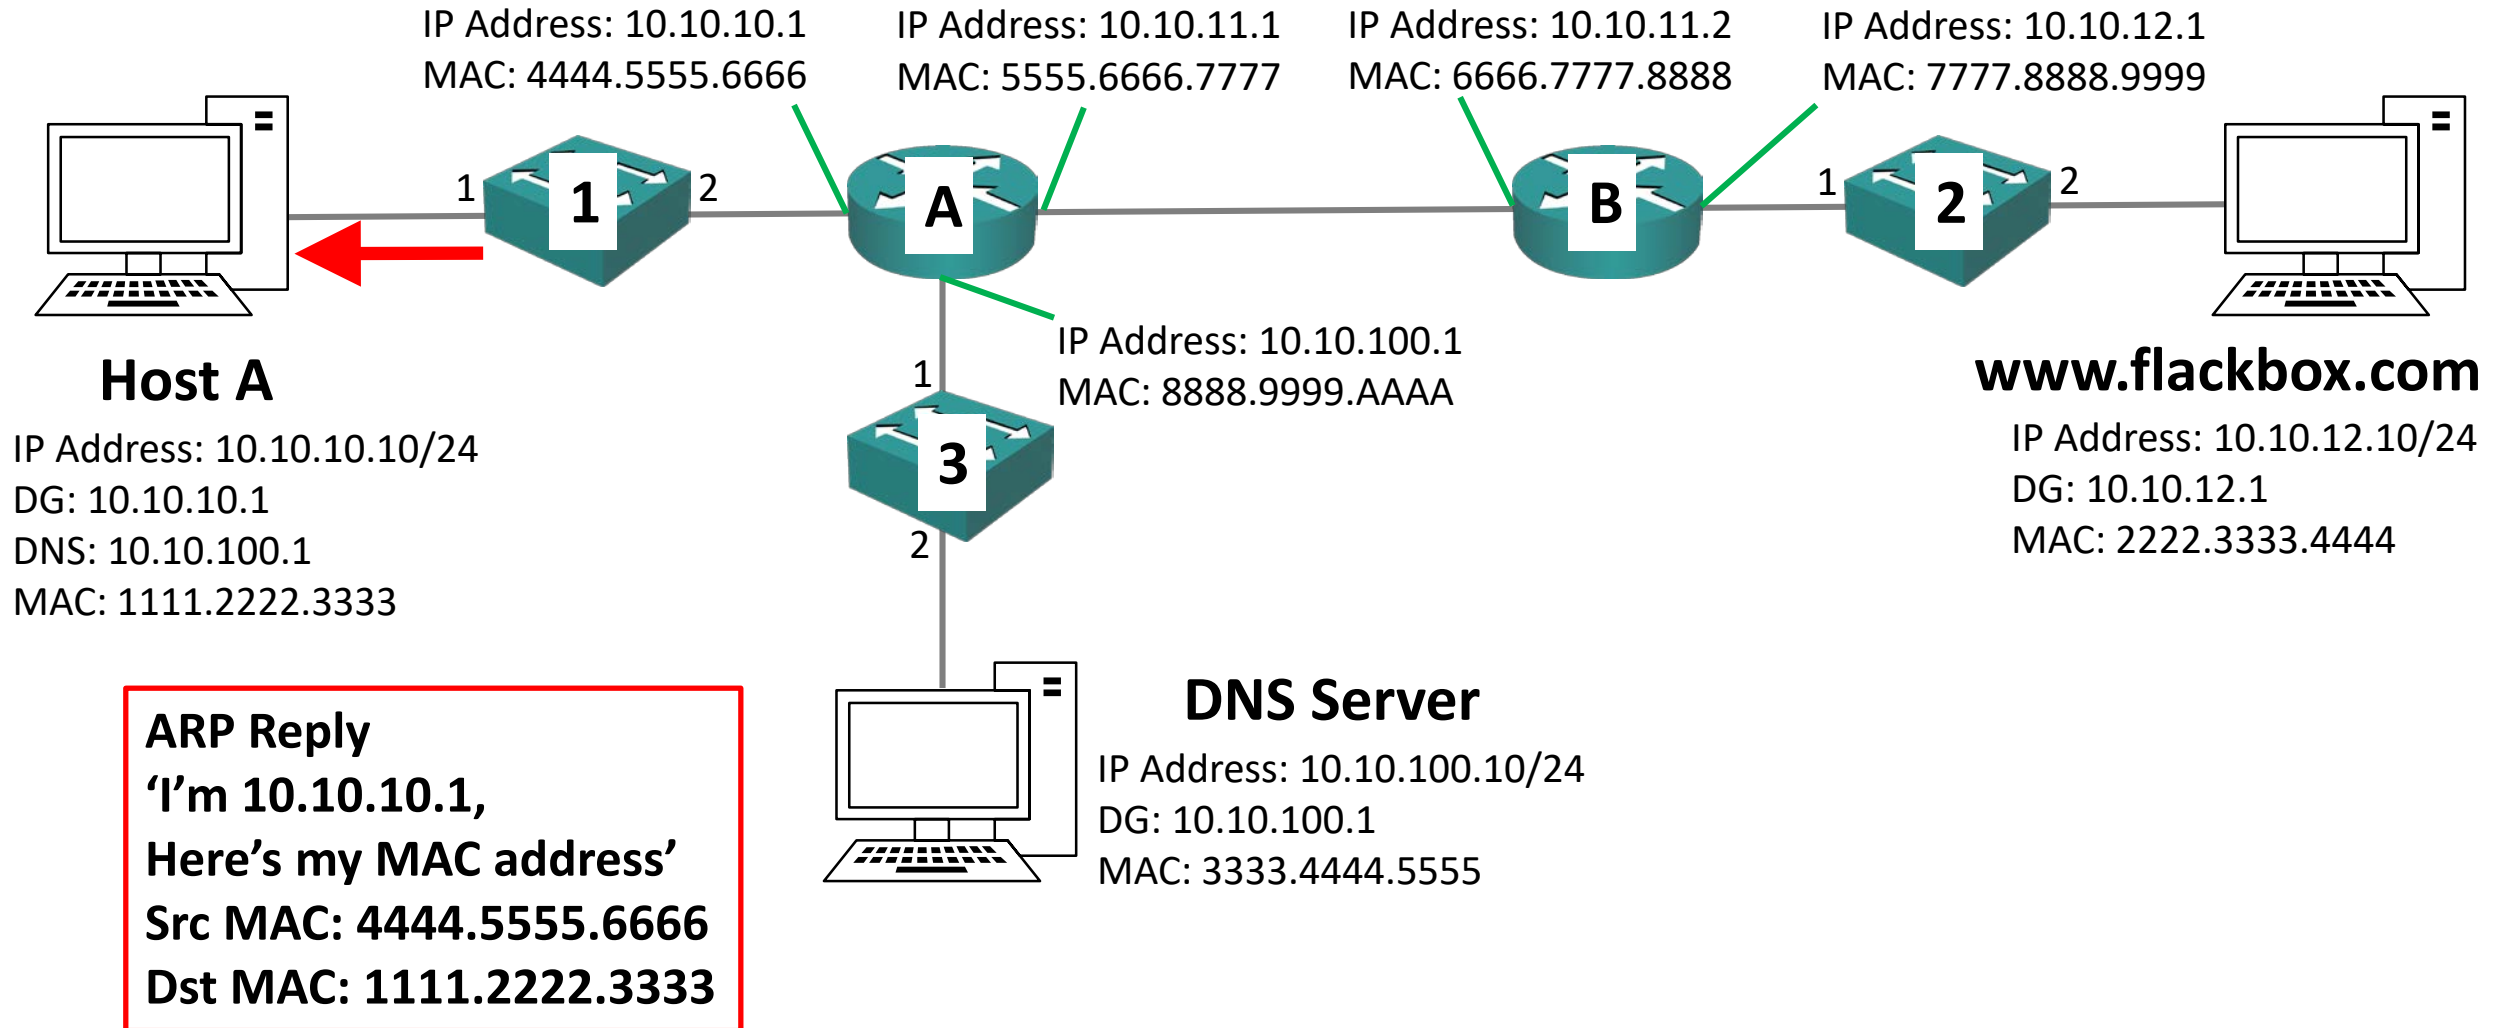 IP Address: 10.10.10.1
MAC: 4444.5555.6666
IP Address: 10.10.11.1
MAC: 5555.6666.7777
IP Address: 10.10.11.2
MAC: 6666.7777.8888
IP Address: 10.10.12.1
MAC: 7777.8888.9999
1
1
2
A
B
1
2
2
Host A
IP Address: 10.10.10.10/24
DG: 10.10.10.1
DNS: 10.10.100.1
MAC: 1111.2222.3333
IP Address: 10.10.100.1
MAC: 8888.9999.AAAA
1
3
2
www.flackbox.com
IP Address: 10.10.12.10/24
DG: 10.10.12.1
MAC: 2222.3333.4444
ARP Reply
‘I’m 10.10.10.1,
Here’s my MAC address’
Src MAC: 4444.5555.6666
Dst MAC: 1111.2222.3333
DNS Server
IP Address: 10.10.100.10/24
DG: 10.10.100.1
MAC: 3333.4444.5555